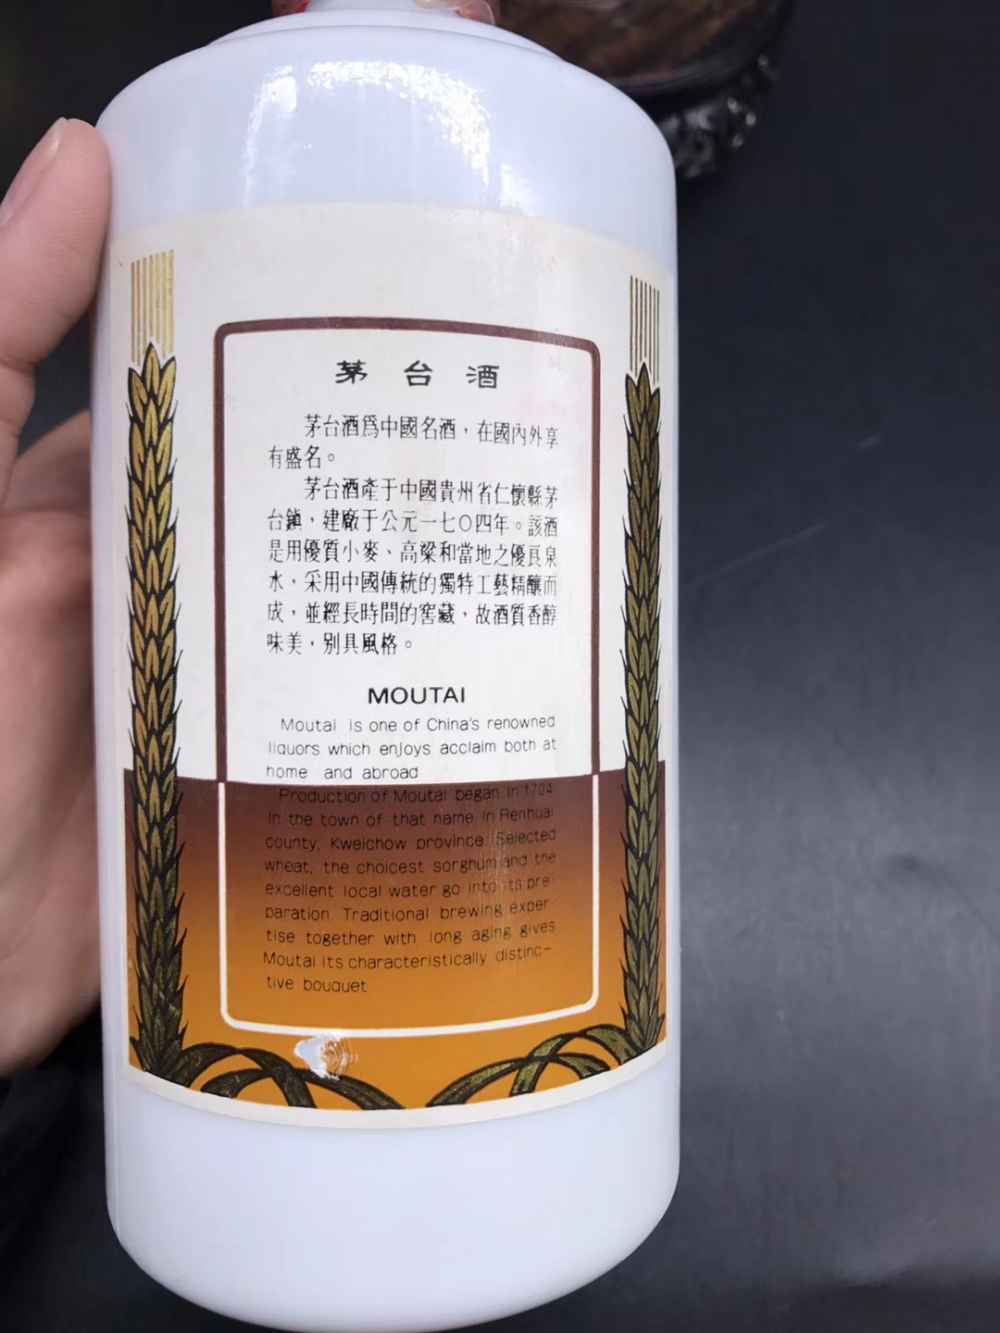 茅台酒
茅台酒爲中國名酒，在國內外享
有盛名。
茅台酒產于中國貴州省仁懷縣茅
台鎮，建廠于公元一七〇四年。該酒
是用優質小麥、高粱和當地之優良泉
水，采用中國傳統的獨特工藝精釀而
成，並經長時間的窖藏，故酒質香醇
味美，別具風格。
MOUTAI
Moutai is one of China's renowned
liquors which enjoys acclaim both at
home and abroad
Production of Moutai began in 1704
in the town of that name in Renhuai
county, Kweichow province. Selected
wheat, the choicest sorghum and the
excellent local water go into its pre-
paration. Traditional brewing exper
tise together with long aging gives
Moutai its characteristically distinc-
tive bouquet